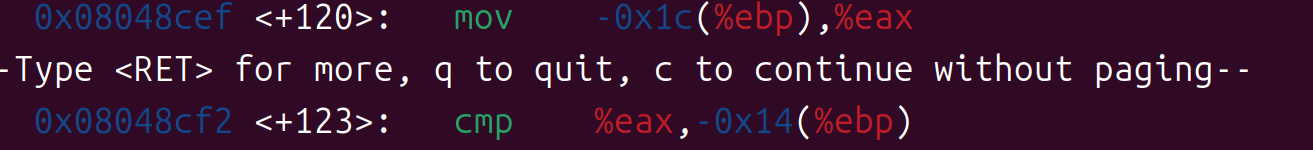 0x08048cef <+120>:   mov    -0x1c(%ebp),%eax
-Type <RET> for more, q to quit, c to continue without paging--
0x08048cf2 <+123>:   cmp    %eax,-0x14(%ebp)